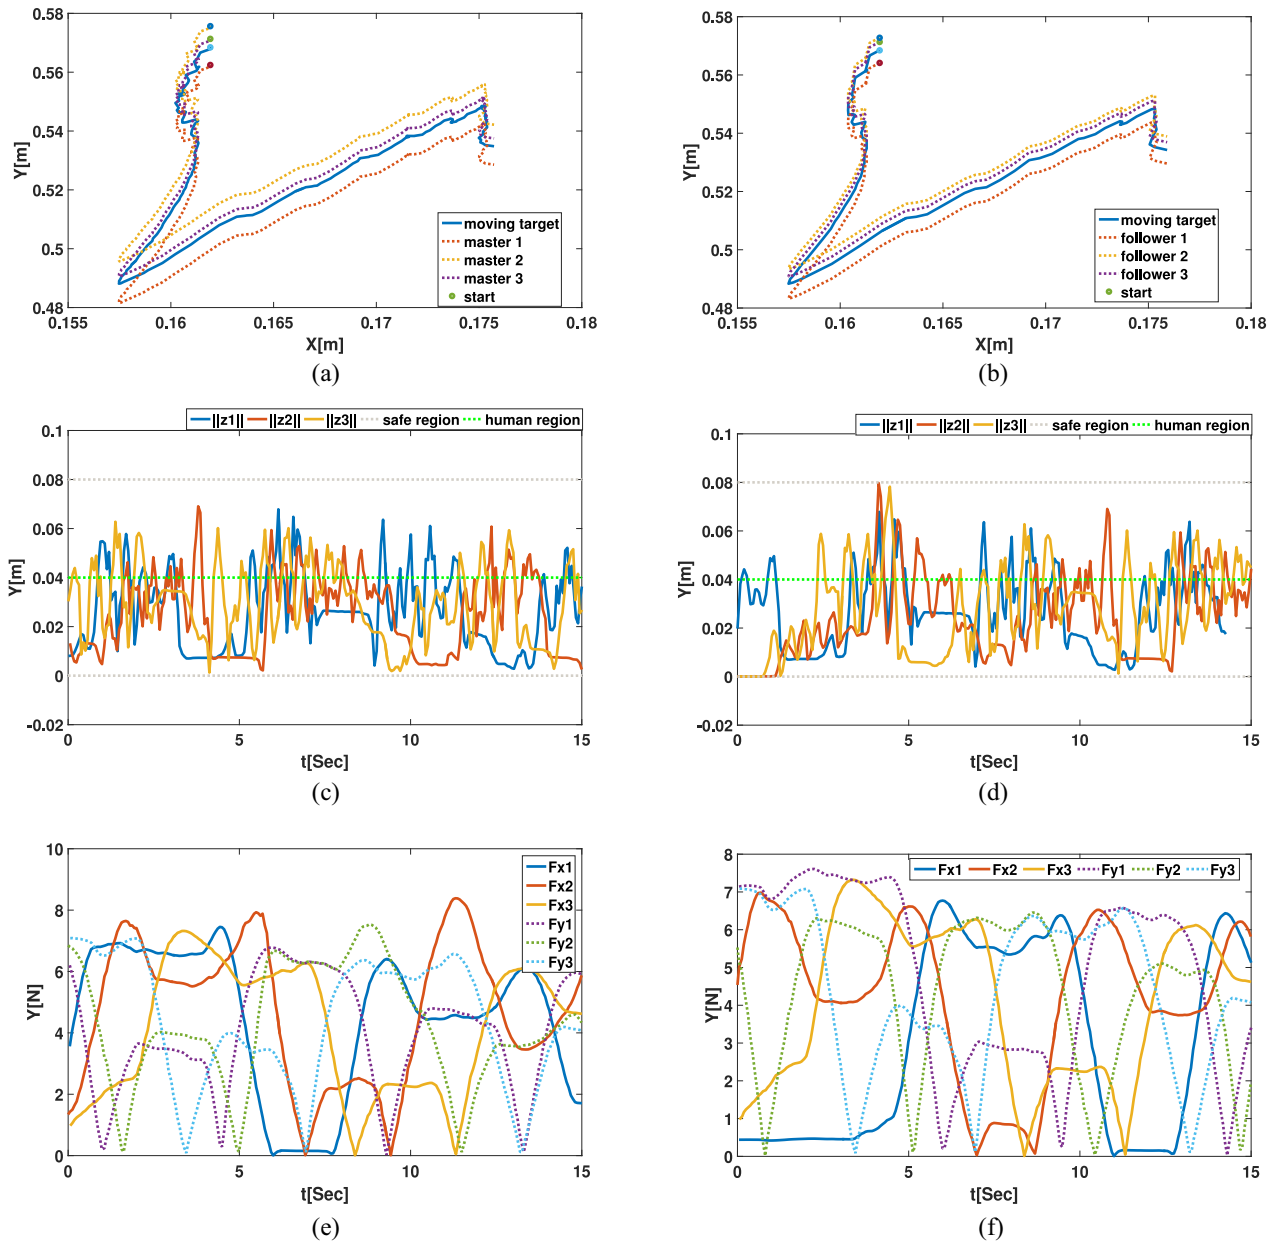 0.58
0.56
0.54
0.52
0.5
0.48
Y[m]
moving target
master 1
master 2
master 3
start
0.155
0.16
0.165
0.17
0.175
0.18
X[m]
(a)
0.58
0.56
0.54
0.52
0.5
0.48
Y[m]
moving target
follower 1
follower 2
follower 3
start
0.155
0.16
0.165
0.17
0.175
0.18
X[m]
(b)
||z1|| ||z2|| ||z3|| safe region human region
0.1
0.08
0.06
0.04
0.02
0
-0.02
Y[m]
0
5
10
15
t[Sec]
(c)
||z1|| ||z2|| ||z3|| safe region human region
0.1
0.08
0.06
0.04
0.02
0
-0.02
Y[m]
0
5
10
15
t[Sec]
(d)
10
8
6
4
2
0
Y[N]
Fx1
Fx2
Fx3
Fy1
Fy2
Fy3
0
5
10
15
t[Sec]
(e)
8
7
6
5
4
3
2
1
0
Y[N]
Fx1 Fx2 Fx3 Fy1 Fy2 Fy3
0
5
10
15
t[Sec]
(f)